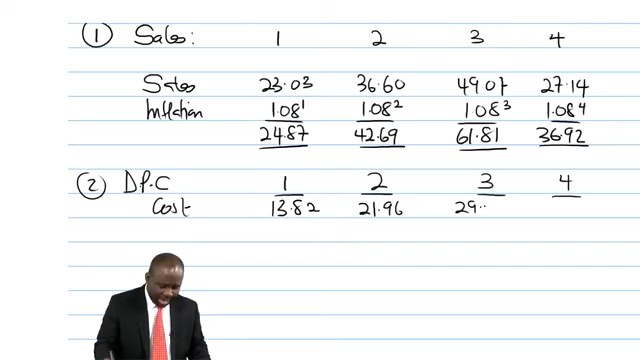 ① Sales: 1 2 3 4
Sales 23.03 36.60 49.07 27.14
Inflation 1.08¹ 1.08² 1.08³ 1.08⁴
24.87 42.69 61.81 36.92
② D.P.C 1 2 3 4
Cost 13.82 21.96 29..